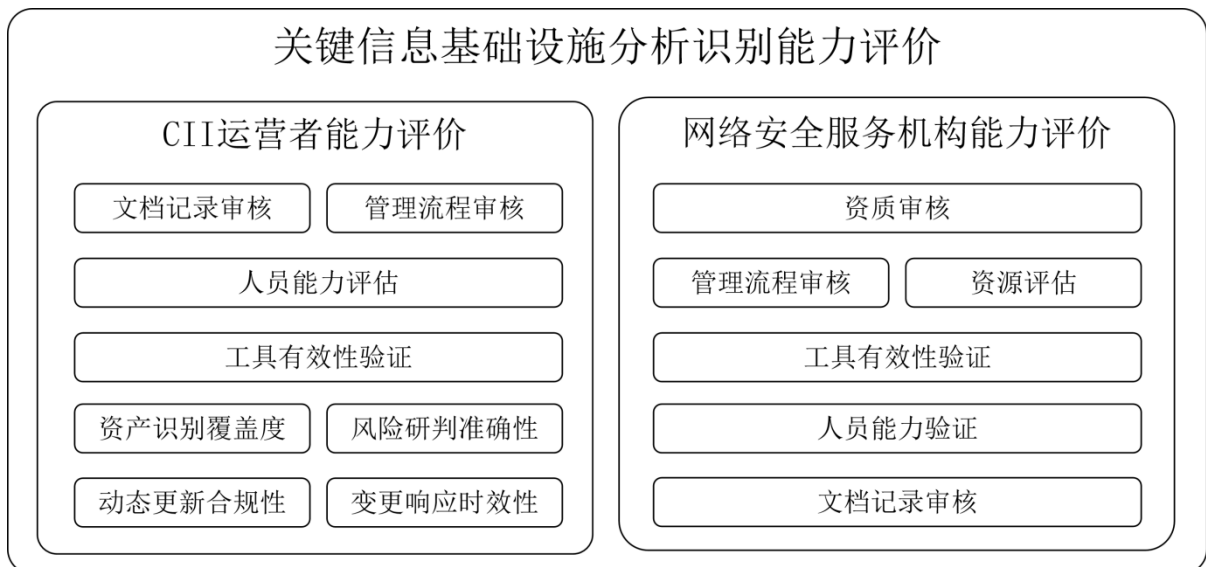 关键信息基础设施分析识别能力评价
CII运营者能力评价
文档记录审核 管理流程审核
人员能力评估
工具有效性验证
资产识别覆盖度 风险研判准确性
动态更新合规性 变更响应时效性
网络安全服务机构能力评价
资质审核
管理流程审核 资源评估
工具有效性验证
人员能力验证
文档记录审核